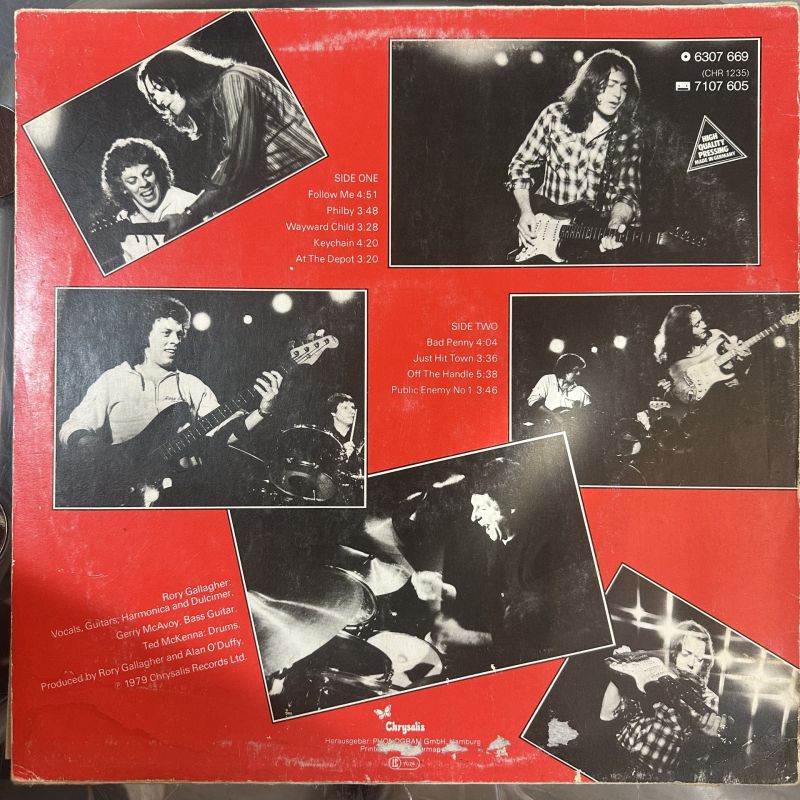 6307 669
(CHR 1235)
7107 605
HIGH
QUALITY
PRESSING
MADE IN GERMANY
SIDE ONE
Follow Me 4:51
Philby 3:48
Wayward Child 3:28
Keychain 4:20
At The Depot 3:20
SIDE TWO
Bad Penny 4:04
Just Hit Town 3:36
Off The Handle 5:38
Public Enemy No 1 3:46
Rory Gallagher:
Vocals, Guitars; Harmonica and Dulcimer.
Gerry McAvoy: Bass Guitar.
Ted McKenna: Drums.
Produced by Rory Gallagher and Alan O'Duffy.
℗ 1979 Chrysalis Records Ltd.
Chrysalis
Herausgeber: PHONOGRAM GmbH, Hamburg